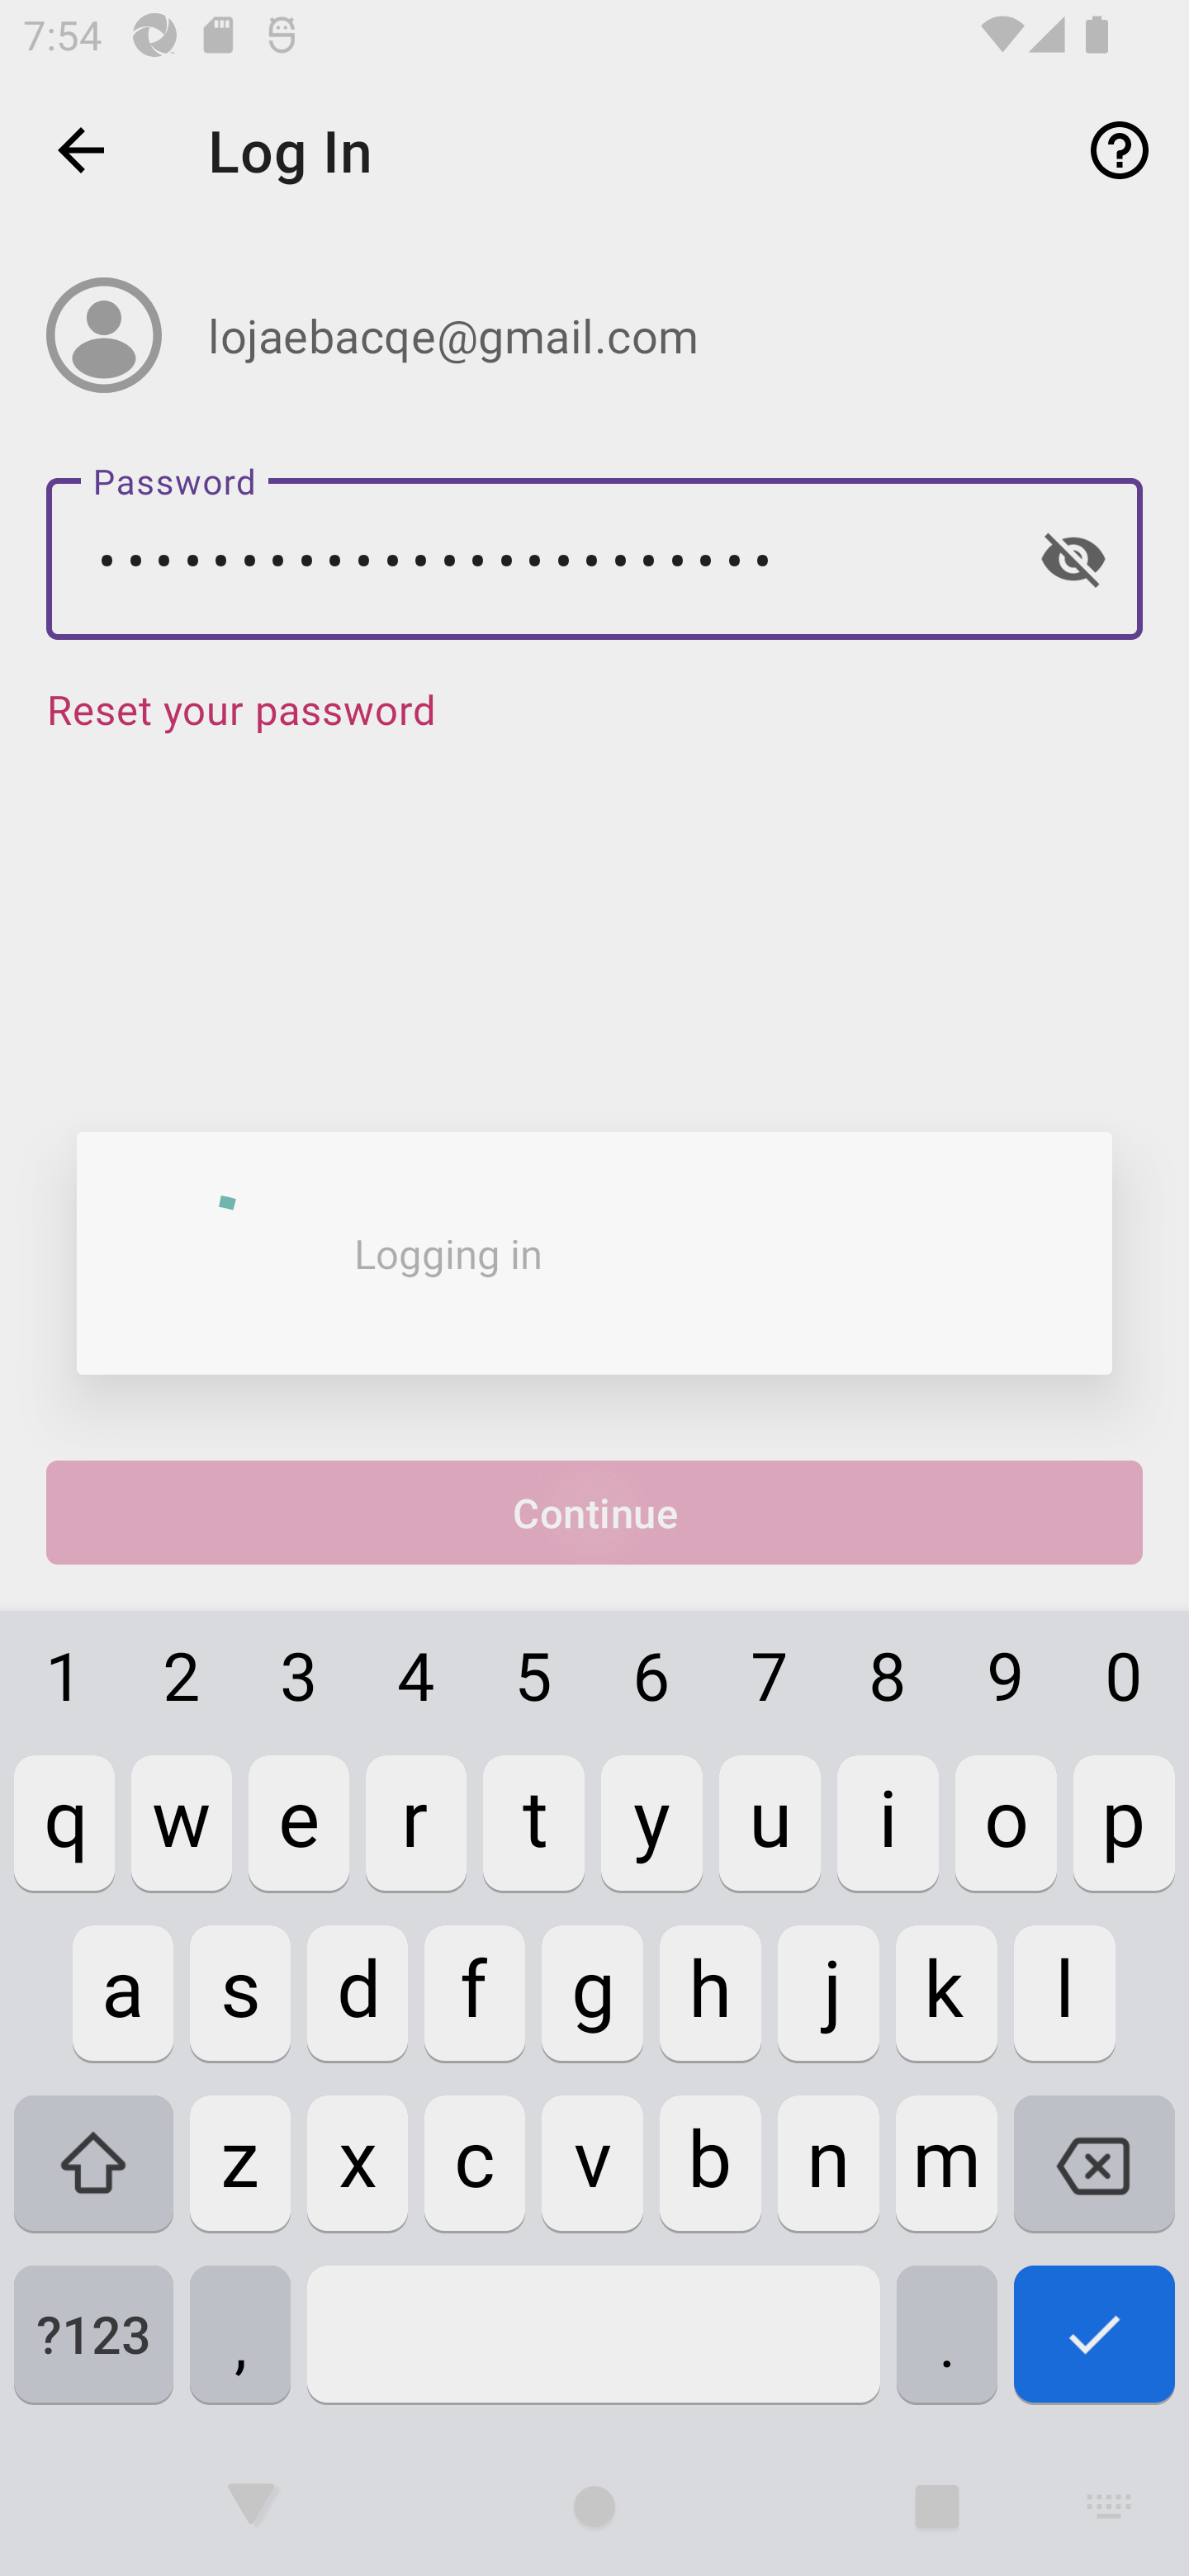 7:54
Log In
lojaebacqe@gmail.com
Password
•••••••••••••••••••••••• 
Reset your password
Logging in
Continue
1 2 3 4 5 6 7 8 9 0
q w e r t y u i o p
a s d f g h j k l
z x c v b n m
?123 , .